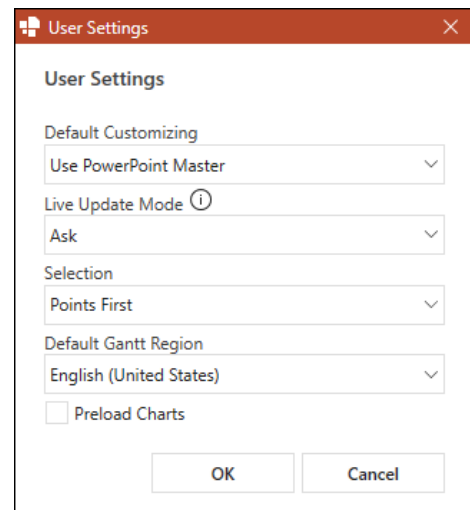 User Settings
User Settings
Default Customizing
Use PowerPoint Master
Live Update Mode
Ask
Selection
Points First
Default Gantt Region
English (United States)
Preload Charts
OK Cancel